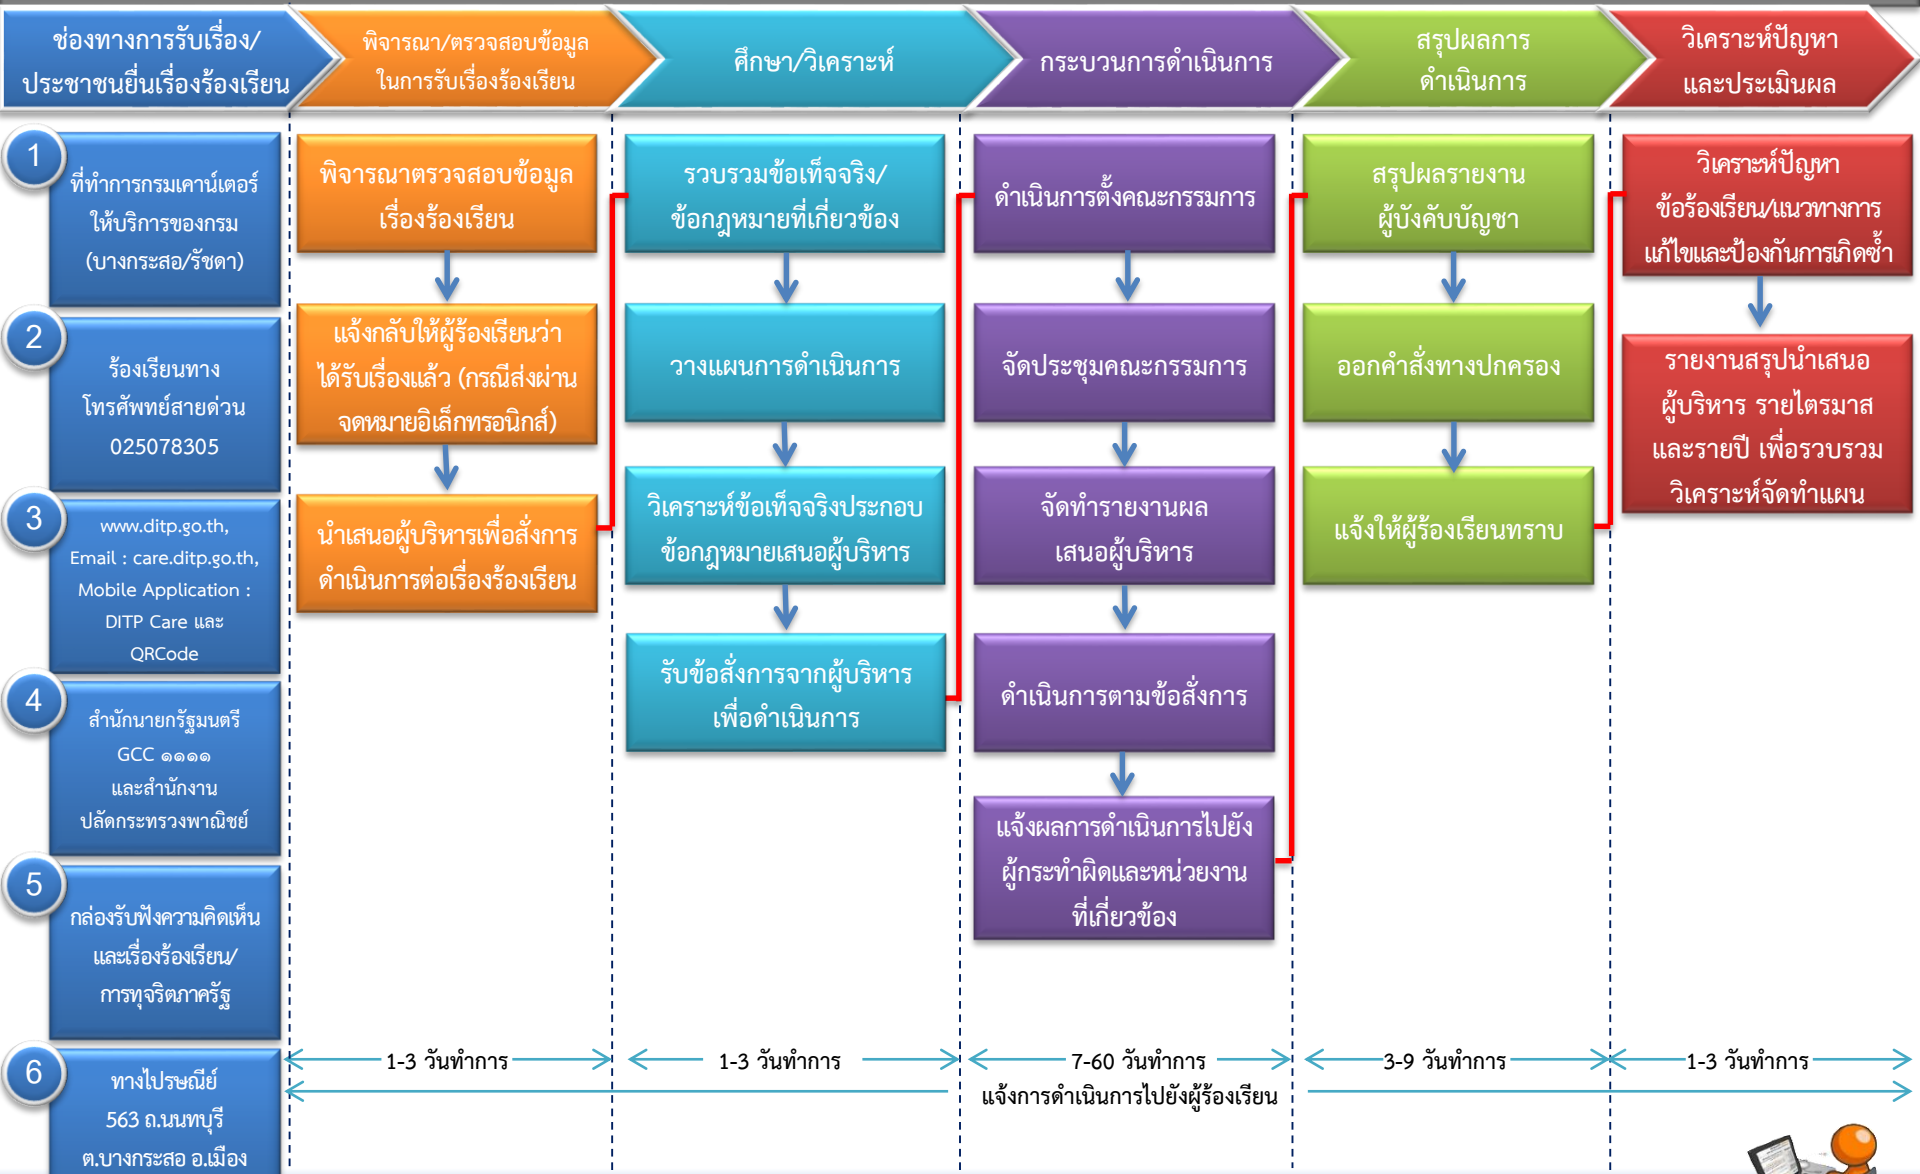 ช่องทางการรับเรื่อง/
ประชาชนยื่นเรื่องร้องเรียน
พิจารณา/ตรวจสอบข้อมูล
ในการรับเรื่องร้องเรียน
ศึกษา/วิเคราะห์
กระบวนการดำเนินการ
สรุปผลการ
ดำเนินการ
วิเคราะห์ปัญหา
และประเมินผล
1
ที่ทำการกรมเคาน์เตอร์
ให้บริการของกรม
(บางกระสอ/รัชดา)
2
ร้องเรียนทาง
โทรศัพทย์สายด่วน
025078305
3
www.ditp.go.th,
Email : care.ditp.go.th,
Mobile Application :
DITP Care และ
QRCode
4
สำนักนายกรัฐมนตรี
GCC ๑๑๑๑
และสำนักงาน
ปลัดกระทรวงพาณิชย์
5
กล่องรับฟังความคิดเห็น
และเรื่องร้องเรียน/
การทุจริตภาครัฐ
6
ทางไปรษณีย์
563 ถ.นนทบุรี
ต.บางกระสอ อ.เมือง
พิจารณาตรวจสอบข้อมูล
เรื่องร้องเรียน
แจ้งกลับให้ผู้ร้องเรียนว่า
ได้รับเรื่องแล้ว (กรณีส่งผ่าน
จดหมายอิเล็กทรอนิกส์)
นำเสนอผู้บริหารเพื่อสั่งการ
ดำเนินการต่อเรื่องร้องเรียน
รวบรวมข้อเท็จจริง/
ข้อกฎหมายที่เกี่ยวข้อง
วางแผนการดำเนินการ
วิเคราะห์ข้อเท็จจริงประกอบ
ข้อกฎหมายเสนอผู้บริหาร
รับข้อสั่งการจากผู้บริหาร
เพื่อดำเนินการ
ดำเนินการตั้งคณะกรรมการ
จัดประชุมคณะกรรมการ
จัดทำรายงานผล
เสนอผู้บริหาร
ดำเนินการตามข้อสั่งการ
แจ้งผลการดำเนินการไปยัง
ผู้กระทำผิดและหน่วยงาน
ที่เกี่ยวข้อง
สรุปผลรายงาน
ผู้บังคับบัญชา
ออกคำสั่งทางปกครอง
แจ้งให้ผู้ร้องเรียนทราบ
วิเคราะห์ปัญหา
ข้อร้องเรียน/แนวทางการ
แก้ไขและป้องกันการเกิดซ้ำ
รายงานสรุปนำเสนอ
ผู้บริหาร รายไตรมาส
และรายปี เพื่อรวบรวม
วิเคราะห์จัดทำแผน
1-3 วันทำการ
1-3 วันทำการ
7-60 วันทำการ
3-9 วันทำการ
1-3 วันทำการ
แจ้งการดำเนินการไปยังผู้ร้องเรียน